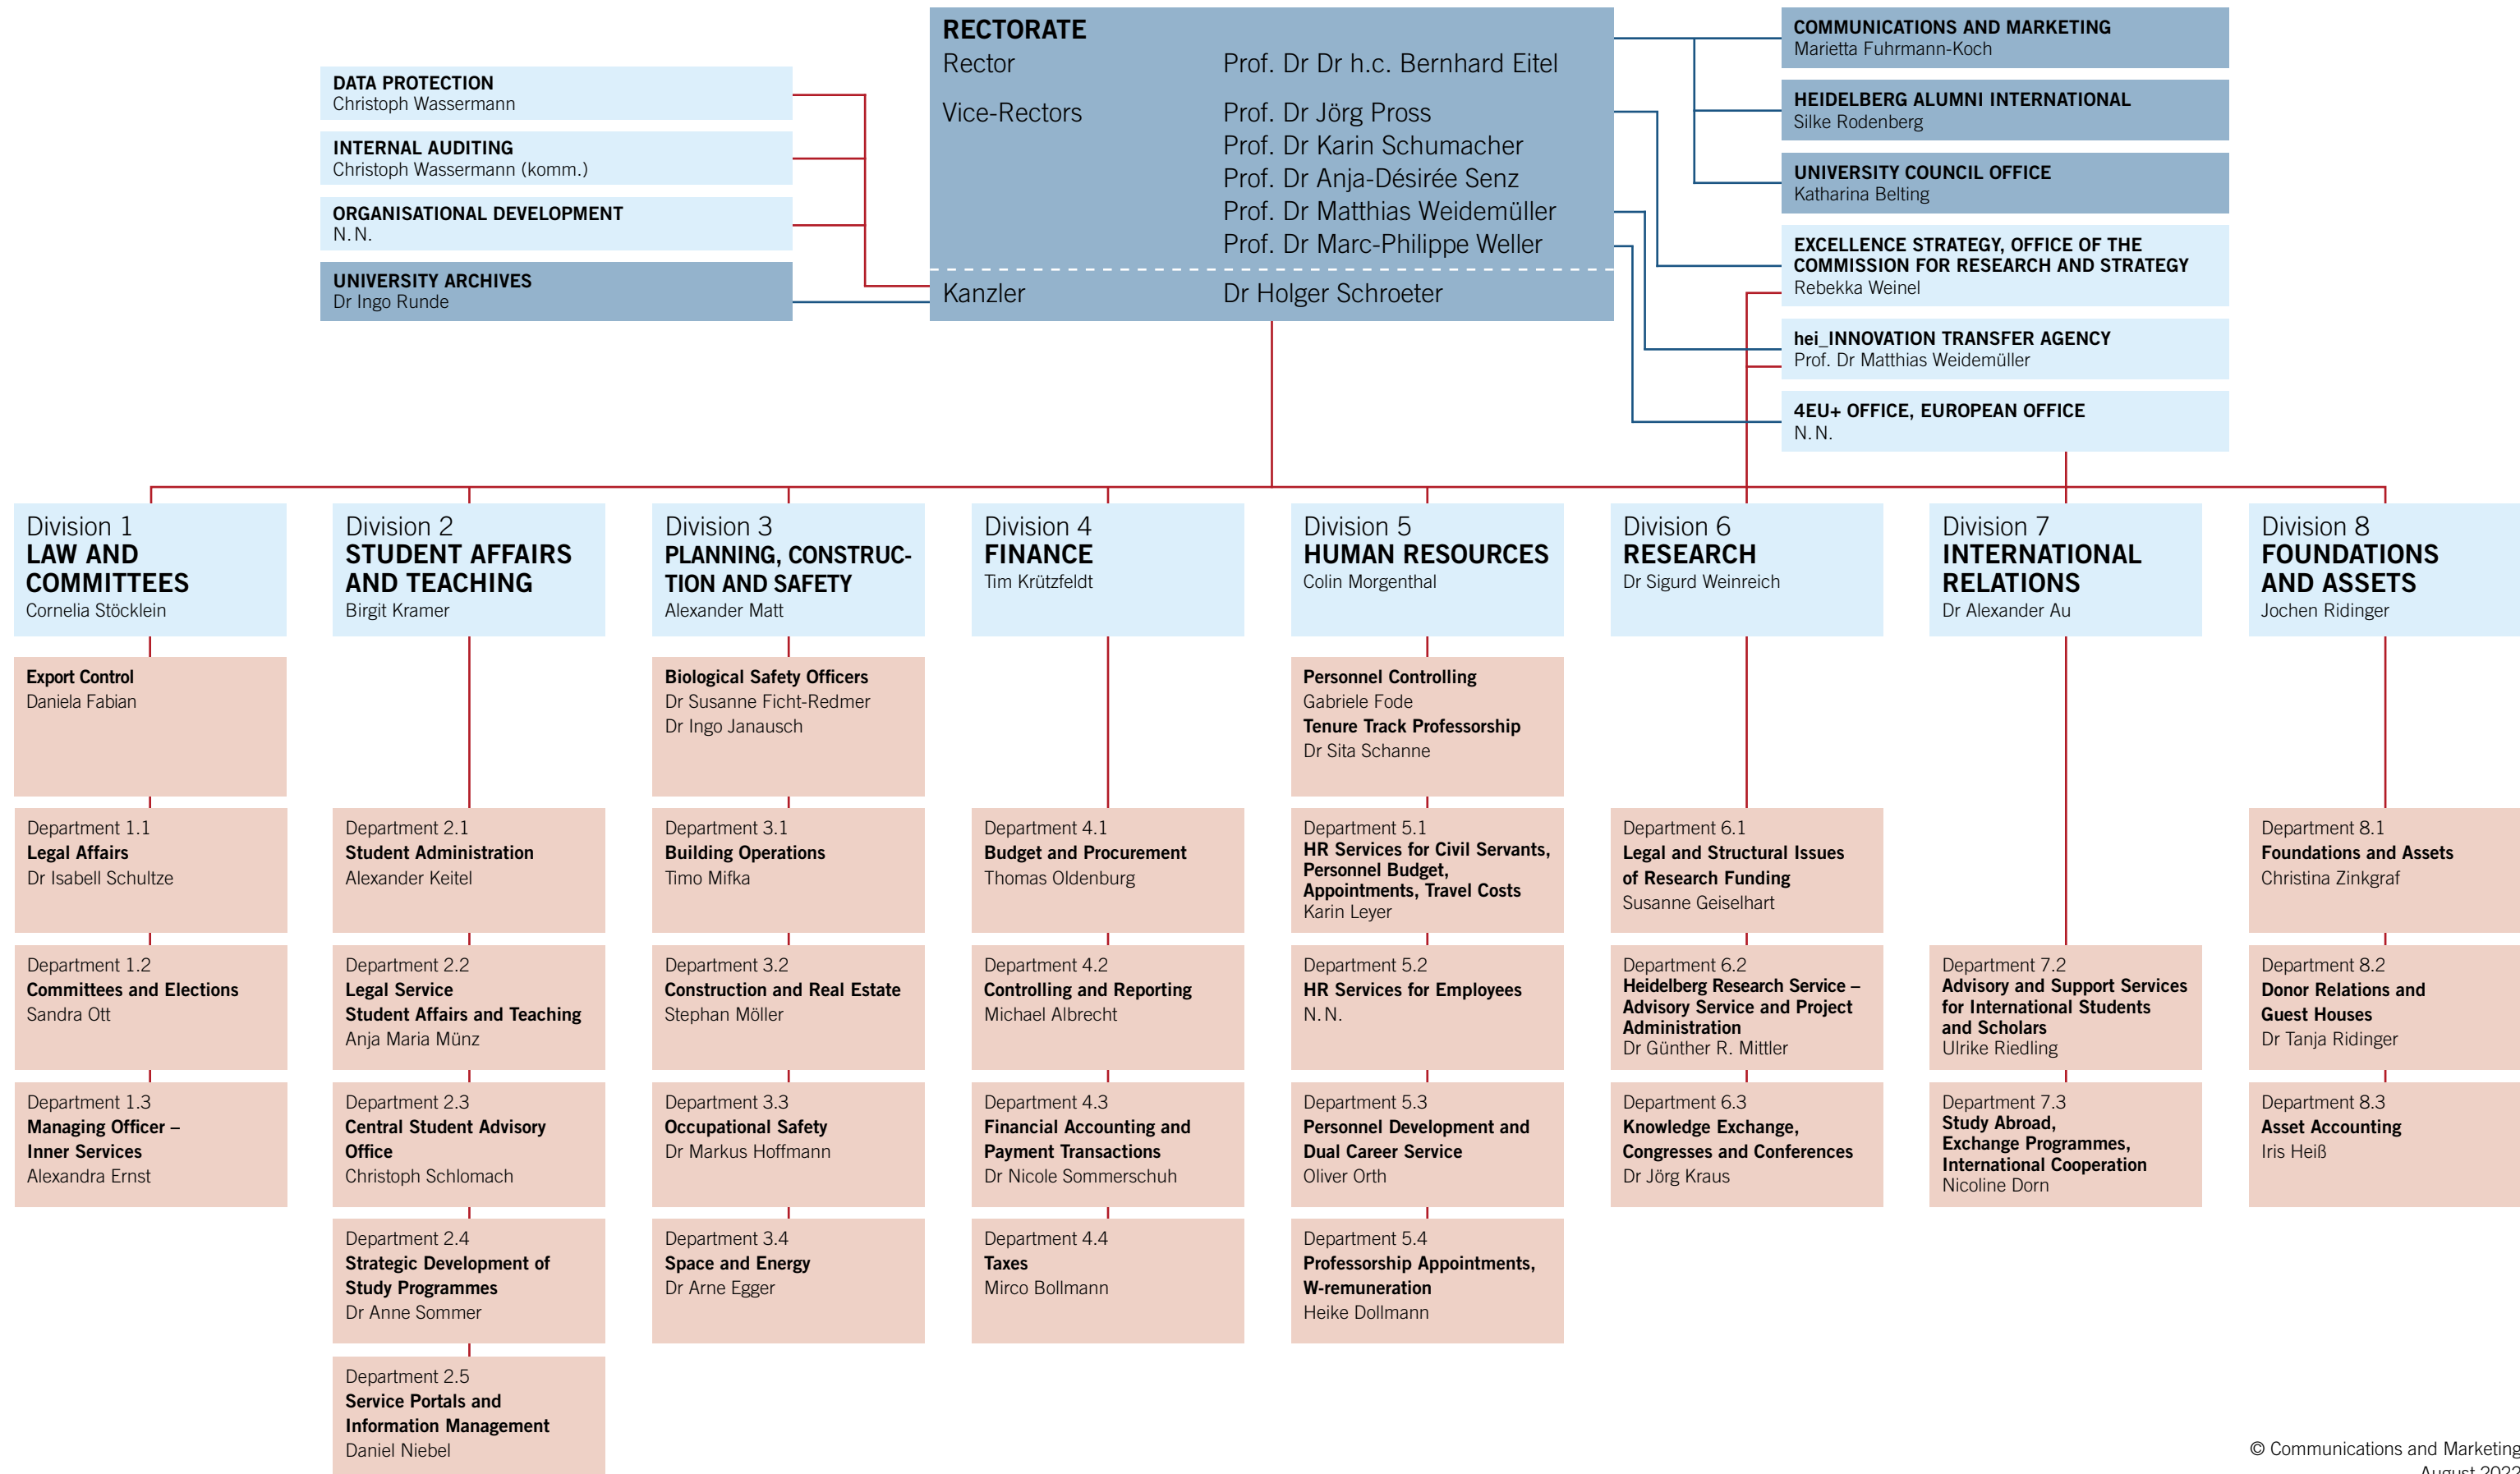 RECTORATE
Rector Prof. Dr Dr h.c. Bernhard Eitel
Vice-Rectors Prof. Dr Jörg Pross
Prof. Dr Karin Schumacher
Prof. Dr Anja-Désirée Senz
Prof. Dr Matthias Weidemüller
Prof. Dr Marc-Philippe Weller
Kanzler Dr Holger Schroeter
DATA PROTECTION
Christoph Wassermann
INTERNAL AUDITING
Christoph Wassermann (komm.)
ORGANISATIONAL DEVELOPMENT
N.N.
UNIVERSITY ARCHIVES
Dr Ingo Runde
COMMUNICATIONS AND MARKETING
Marietta Fuhrmann-Koch
HEIDELBERG ALUMNI INTERNATIONAL
Silke Rodenberg
UNIVERSITY COUNCIL OFFICE
Katharina Belting
EXCELLENCE STRATEGY, OFFICE OF THE
COMMISSION FOR RESEARCH AND STRATEGY
Rebekka Weinel
hei_INNOVATION TRANSFER AGENCY
Prof. Dr Matthias Weidemüller
4EU+ OFFICE, EUROPEAN OFFICE
N.N.
Division 1
LAW AND
COMMITTEES
Cornelia Stöcklein
Export Control
Daniela Fabian
Department 1.1
Legal Affairs
Dr Isabell Schultze
Department 1.2
Committees and Elections
Sandra Ott
Department 1.3
Managing Officer –
Inner Services
Alexandra Ernst
Division 2
STUDENT AFFAIRS
AND TEACHING
Birgit Kramer
Department 2.1
Student Administration
Alexander Keitel
Department 2.2
Legal Service
Student Affairs and Teaching
Anja Maria Münz
Department 2.3
Central Student Advisory
Office
Christoph Schlomach
Department 2.4
Strategic Development of
Study Programmes
Dr Anne Sommer
Department 2.5
Service Portals and
Information Management
Daniel Niebel
Division 3
PLANNING, CONSTRUC-
TION AND SAFETY
Alexander Matt
Biological Safety Officers
Dr Susanne Ficht-Redmer
Dr Ingo Janausch
Department 3.1
Building Operations
Timo Mifka
Department 3.2
Construction and Real Estate
Stephan Möller
Department 3.3
Occupational Safety
Dr Markus Hoffmann
Department 3.4
Space and Energy
Dr Arne Egger
Division 4
FINANCE
Tim Krützfeldt
Department 4.1
Budget and Procurement
Thomas Oldenburg
Department 4.2
Controlling and Reporting
Michael Albrecht
Department 4.3
Financial Accounting and
Payment Transactions
Dr Nicole Sommerschuh
Department 4.4
Taxes
Mirco Bollmann
Division 5
HUMAN RESOURCES
Colin Morgenthal
Personnel Controlling
Gabriele Fode
Tenure Track Professorship
Dr Sita Schanne
Department 5.1
HR Services for Civil Servants,
Personnel Budget,
Appointments, Travel Costs
Karin Leyer
Department 5.2
HR Services for Employees
N.N.
Department 5.3
Personnel Development and
Dual Career Service
Oliver Orth
Department 5.4
Professorship Appointments,
W-remuneration
Heike Dollmann
Division 6
RESEARCH
Dr Sigurd Weinreich
Department 6.1
Legal and Structural Issues
of Research Funding
Susanne Geiselhart
Department 6.2
Heidelberg Research Service –
Advisory Service and Project
Administration
Dr Günther R. Mittler
Department 6.3
Knowledge Exchange,
Congresses and Conferences
Dr Jörg Kraus
Division 7
INTERNATIONAL
RELATIONS
Dr Alexander Au
Department 7.2
Advisory and Support Services
for International Students
and Scholars
Ulrike Riedling
Department 7.3
Study Abroad,
Exchange Programmes,
International Cooperation
Nicoline Dorn
Division 8
FOUNDATIONS
AND ASSETS
Jochen Ridinger
Department 8.1
Foundations and Assets
Christina Zinkgraf
Department 8.2
Donor Relations and
Guest Houses
Dr Tanja Ridinger
Department 8.3
Asset Accounting
Iris Heiß
© Communications and Marketing
August 2022